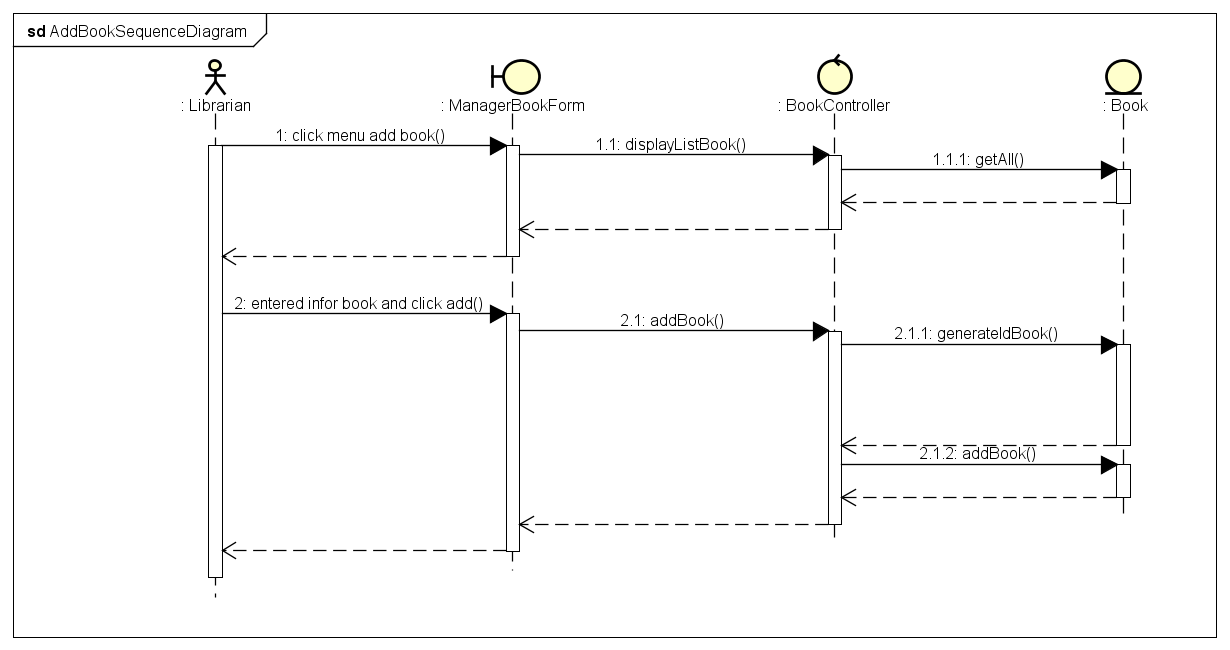 sd AddBookSequenceDiagram
: Librarian
: ManagerBookForm
: BookController
: Book
1: click menu add book()
1.1: displayListBook()
1.1.1: getAll()
2: entered infor book and click add()
2.1: addBook()
2.1.1: generateIdBook()
2.1.2: addBook()